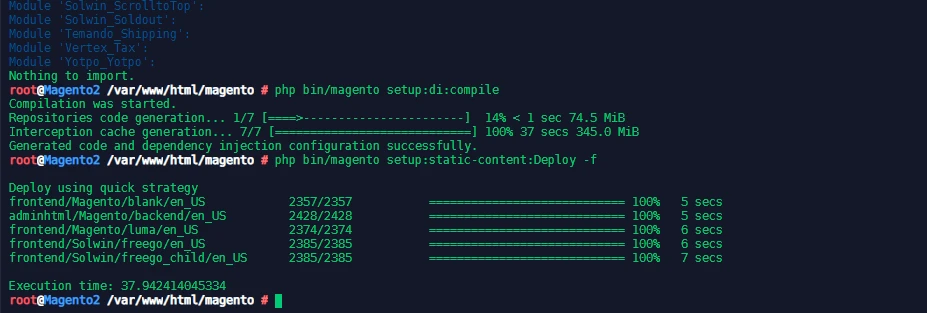 Module 'Solwin_ScrolltoTop':
Module 'Solwin_Soldout':
Module 'Temando_Shipping':
Module 'Vertex_Tax':
Module 'Yotpo_Yotpo':
Nothing to import.
root@Magento2 /var/www/html/magento # php bin/magento setup:di:compile
Compilation was started.
Repositories code generation... 1/7 [====>-----------------------]  14% < 1 sec 74.5 MiB
Interception cache generation... 7/7 [============================] 100% 37 secs 345.0 MiB
Generated code and dependency injection configuration successfully.
root@Magento2 /var/www/html/magento # php bin/magento setup:static-content:Deploy -f
Deploy using quick strategy
frontend/Magento/blank/en_US 2357/2357 ============================ 100% 5 secs
adminhtml/Magento/backend/en_US 2428/2428 ============================ 100% 5 secs
frontend/Magento/luma/en_US 2374/2374 ============================ 100% 6 secs
frontend/Solwin/freego/en_US 2385/2385 ============================ 100% 6 secs
frontend/Solwin/freego_child/en_US 2385/2385 ============================ 100% 7 secs
Execution time: 37.942414045334
root@Magento2 /var/www/html/magento #